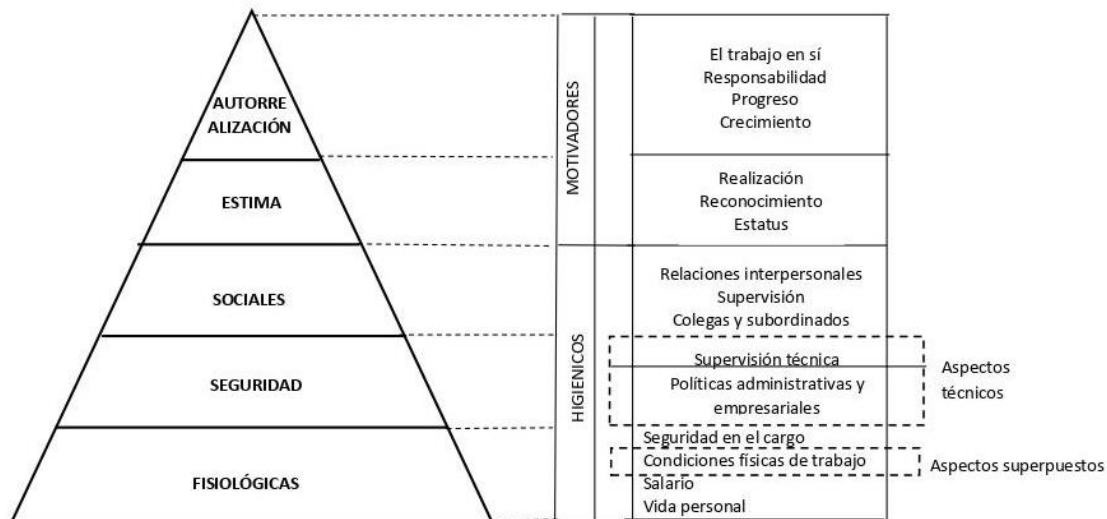 AUTORRE
ALIZACIÓN
ESTIMA
SOCIALES
SEGURIDAD
FISIOLÓGICAS
MOTIVADORES
HIGIENICOS
El trabajo en sí
Responsabilidad
Progreso
Crecimiento
Realización
Reconocimiento
Estatus
Relaciones interpersonales
Supervisión
Colegas y subordinados
Supervisión técnica
Políticas administrativas y
empresariales
Seguridad en el cargo
Condiciones físicas de trabajo
Salario
Vida personal
Aspectos
técnicos
Aspectos superpuestos